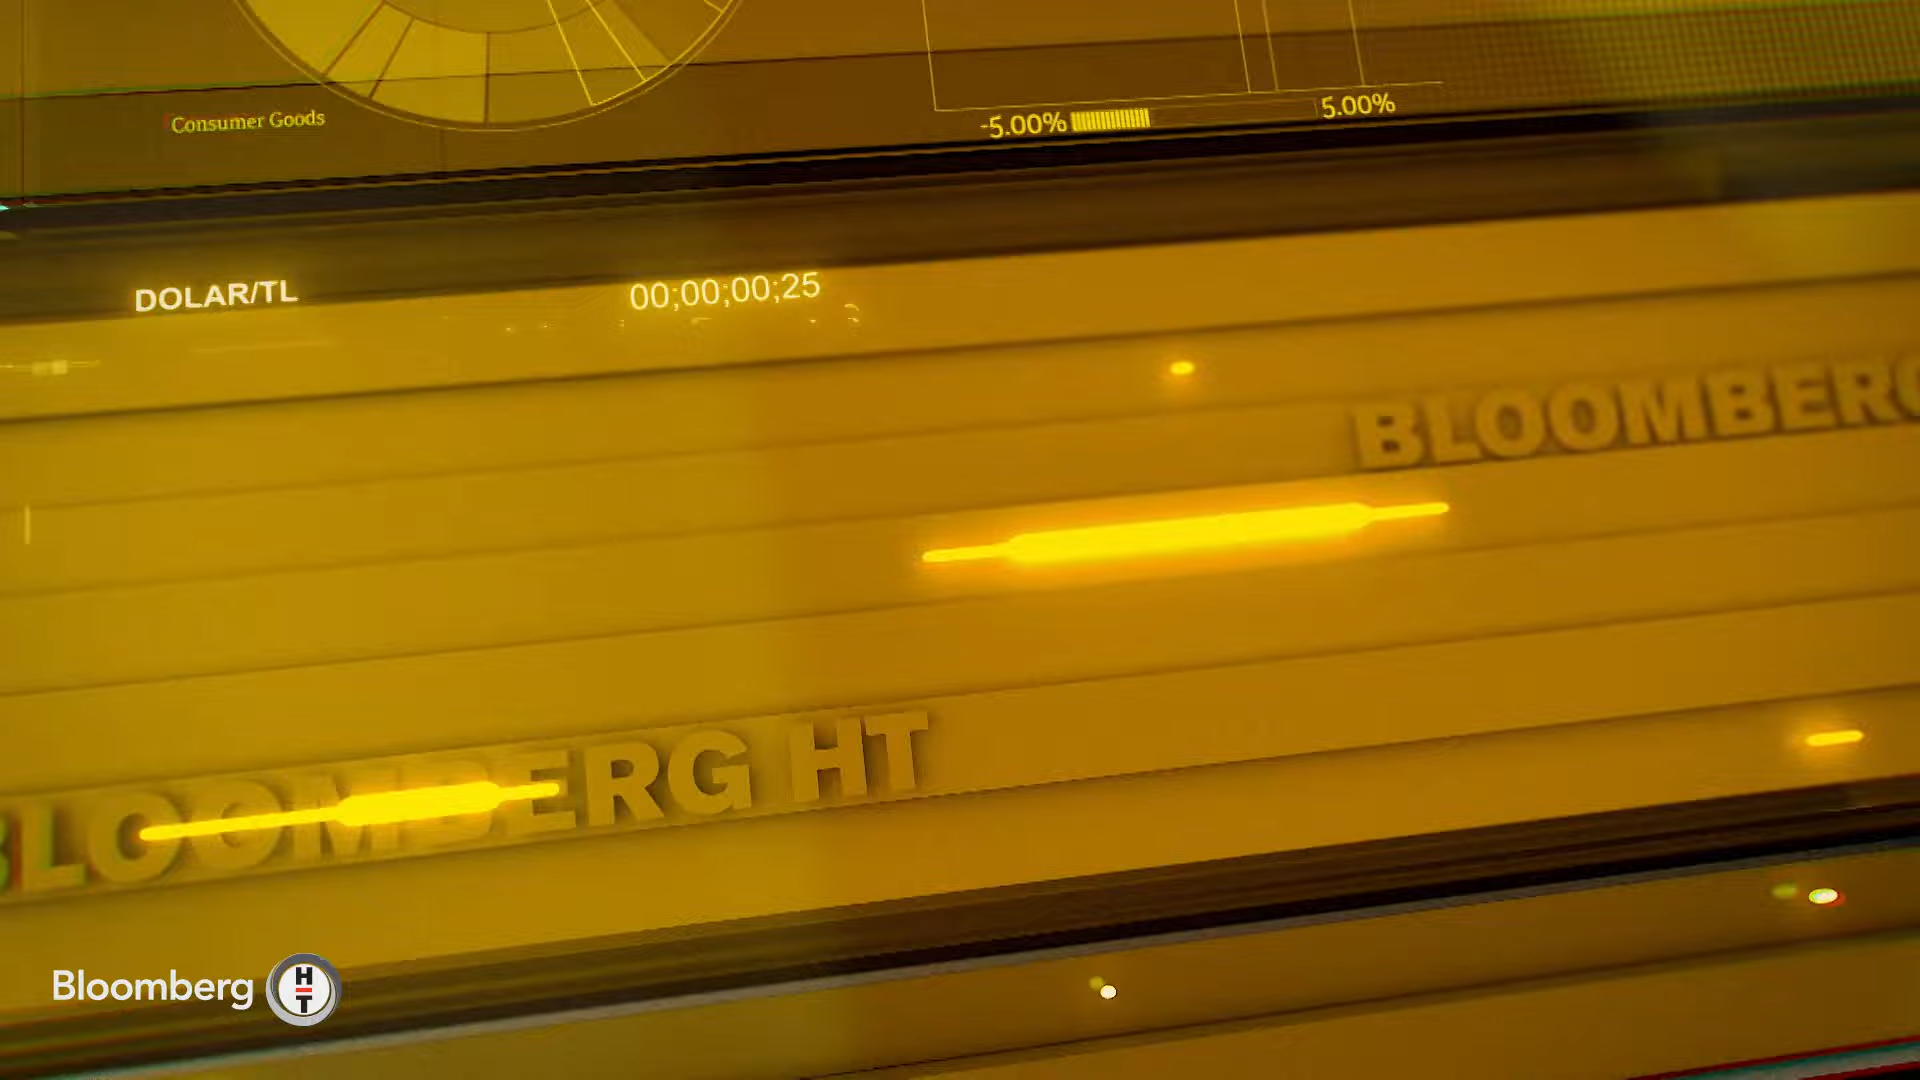 Consumer Goods
-5.00%
5.00%
DOLAR/TL
00;00;00;25
BLOOMBERG
BLOOMBERG HT
Bloomberg HT